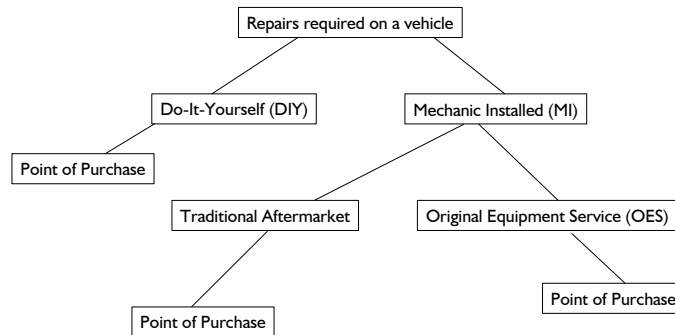 Repairs required on a vehicle
Do-It-Yourself (DIY)
Mechanic Installed (MI)
Point of Purchase
Traditional Aftermarket
Original Equipment Service (OES)
Point of Purchase
Point of Purchase